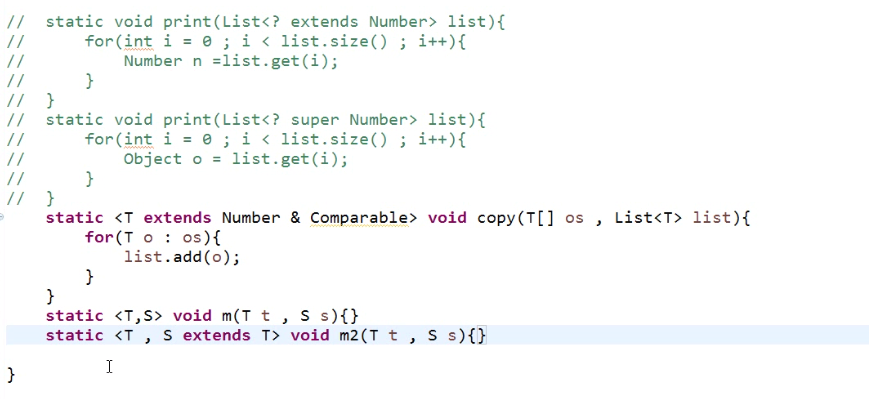 //  static void print(List<? extends Number> list){
//      for(int i = 0 ; i < list.size() ; i++){
//          Number n =list.get(i);
//      }
//  }
//  static void print(List<? super Number> list){
//      for(int i = 0 ; i < list.size() ; i++){
//          Object o = list.get(i);
//      }
//  }
    static <T extends Number & Comparable> void copy(T[] os , List<T> list){
        for(T o : os){
            list.add(o);
        }
    }
    static <T,S> void m(T t , S s){}
    static <T , S extends T> void m2(T t , S s){}
}